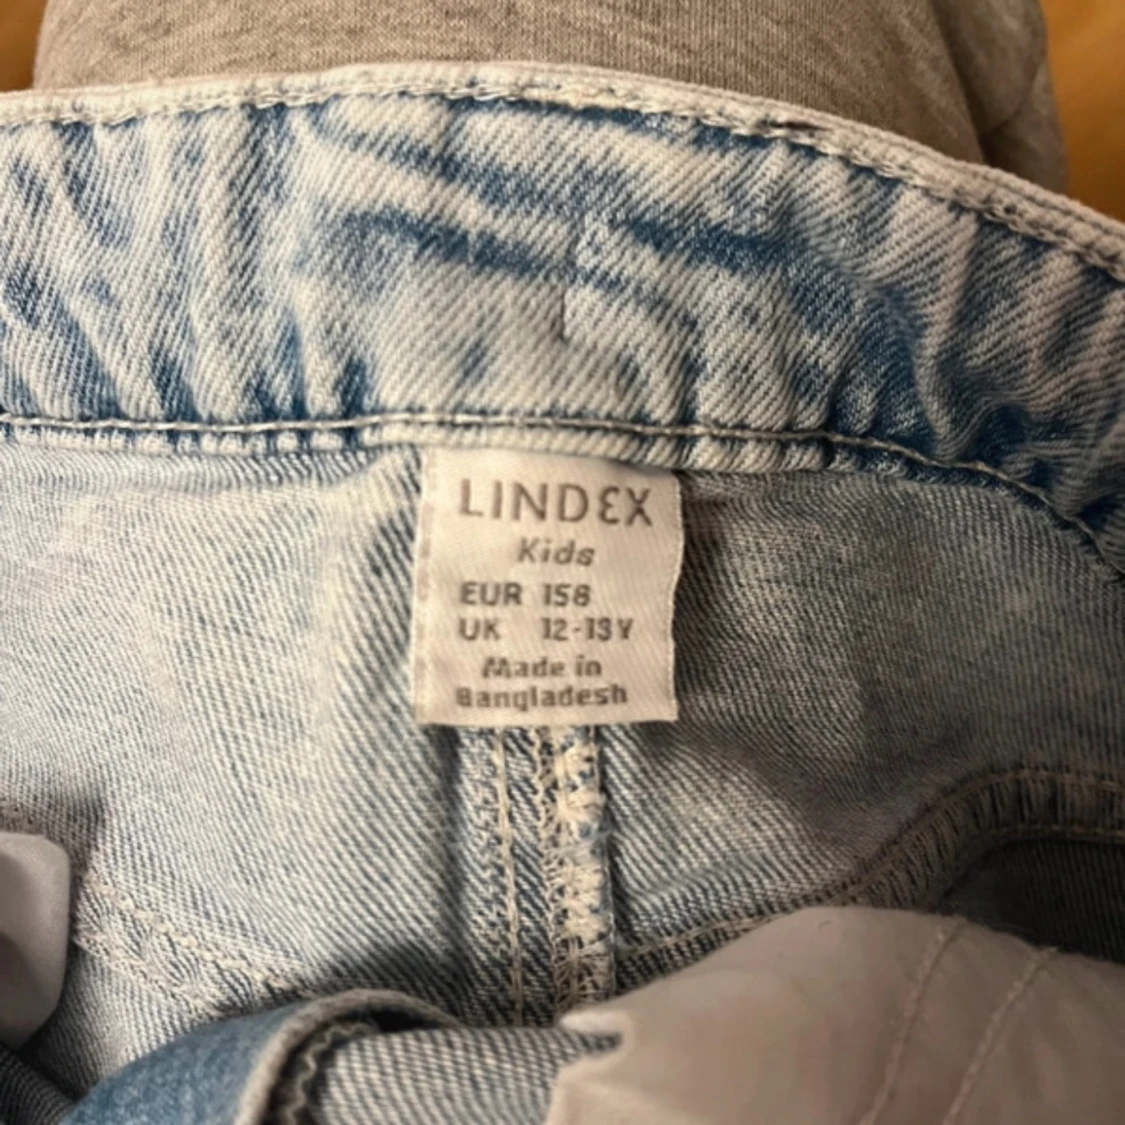 LINDEX
Kids
EUR 158
UK 12-13Y
Made in
Bangladesh